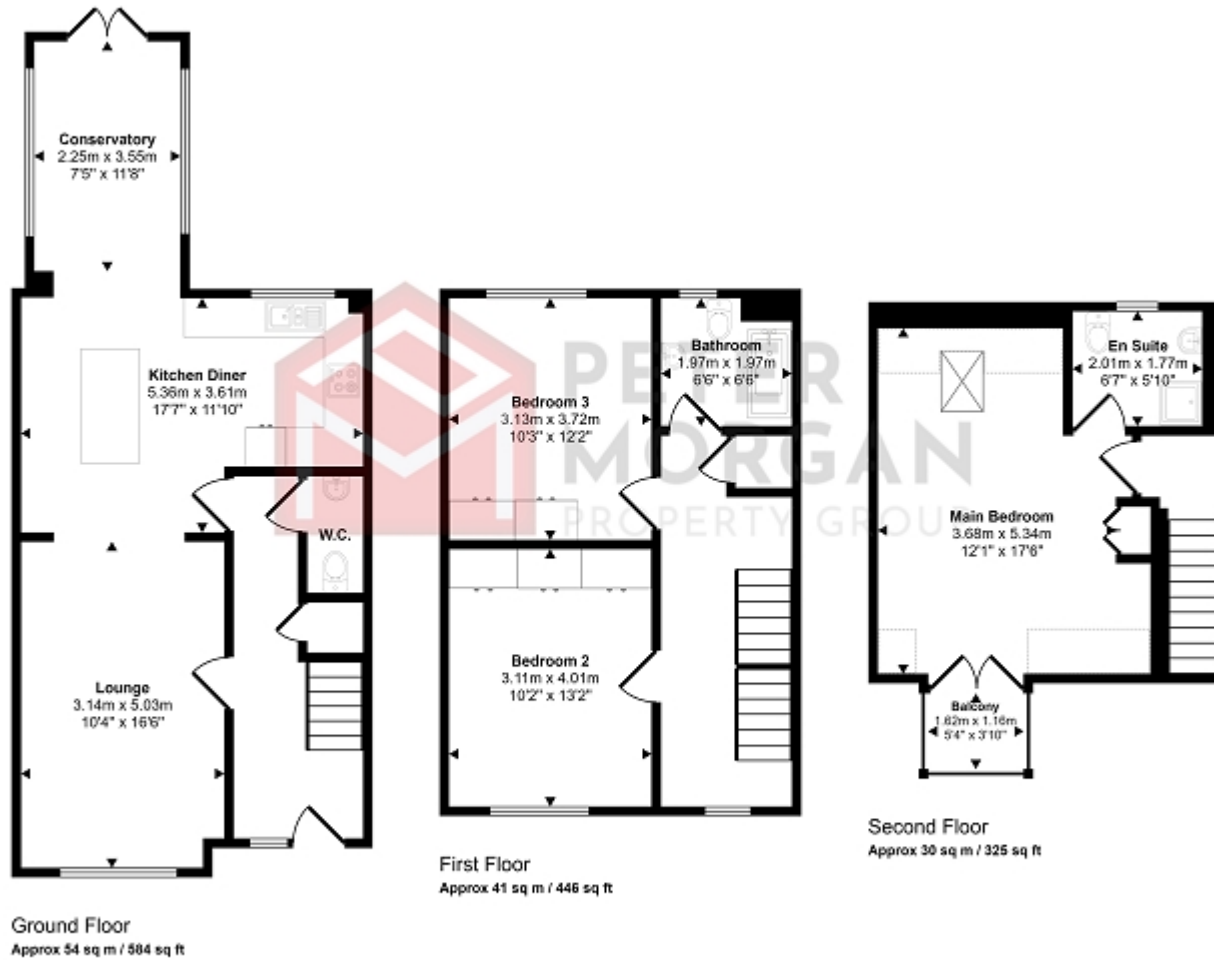 Conservatory
2.25m x 3.55m
7'5" x 11'8"
Kitchen Diner
5.36m x 3.61m
17'7" x 11'10"
W.C.
Lounge
3.14m x 5.03m
10'4" x 16'6"
Ground Floor
Approx 54 sq m / 584 sq ft
Bathroom
1.97m x 1.97m
6'6" x 6'6"
Bedroom 3
3.13m x 3.72m
10'3" x 12'2"
Bedroom 2
3.11m x 4.01m
10'2" x 13'2"
First Floor
Approx 41 sq m / 446 sq ft
En Suite
2.01m x 1.77m
6'7" x 5'10"
Main Bedroom
3.68m x 5.34m
12'1" x 17'6"
Balcony
1.62m x 1.16m
5'4" x 3'10"
Second Floor
Approx 30 sq m / 325 sq ft
PETER
MORGAN
PROPERTY GROU